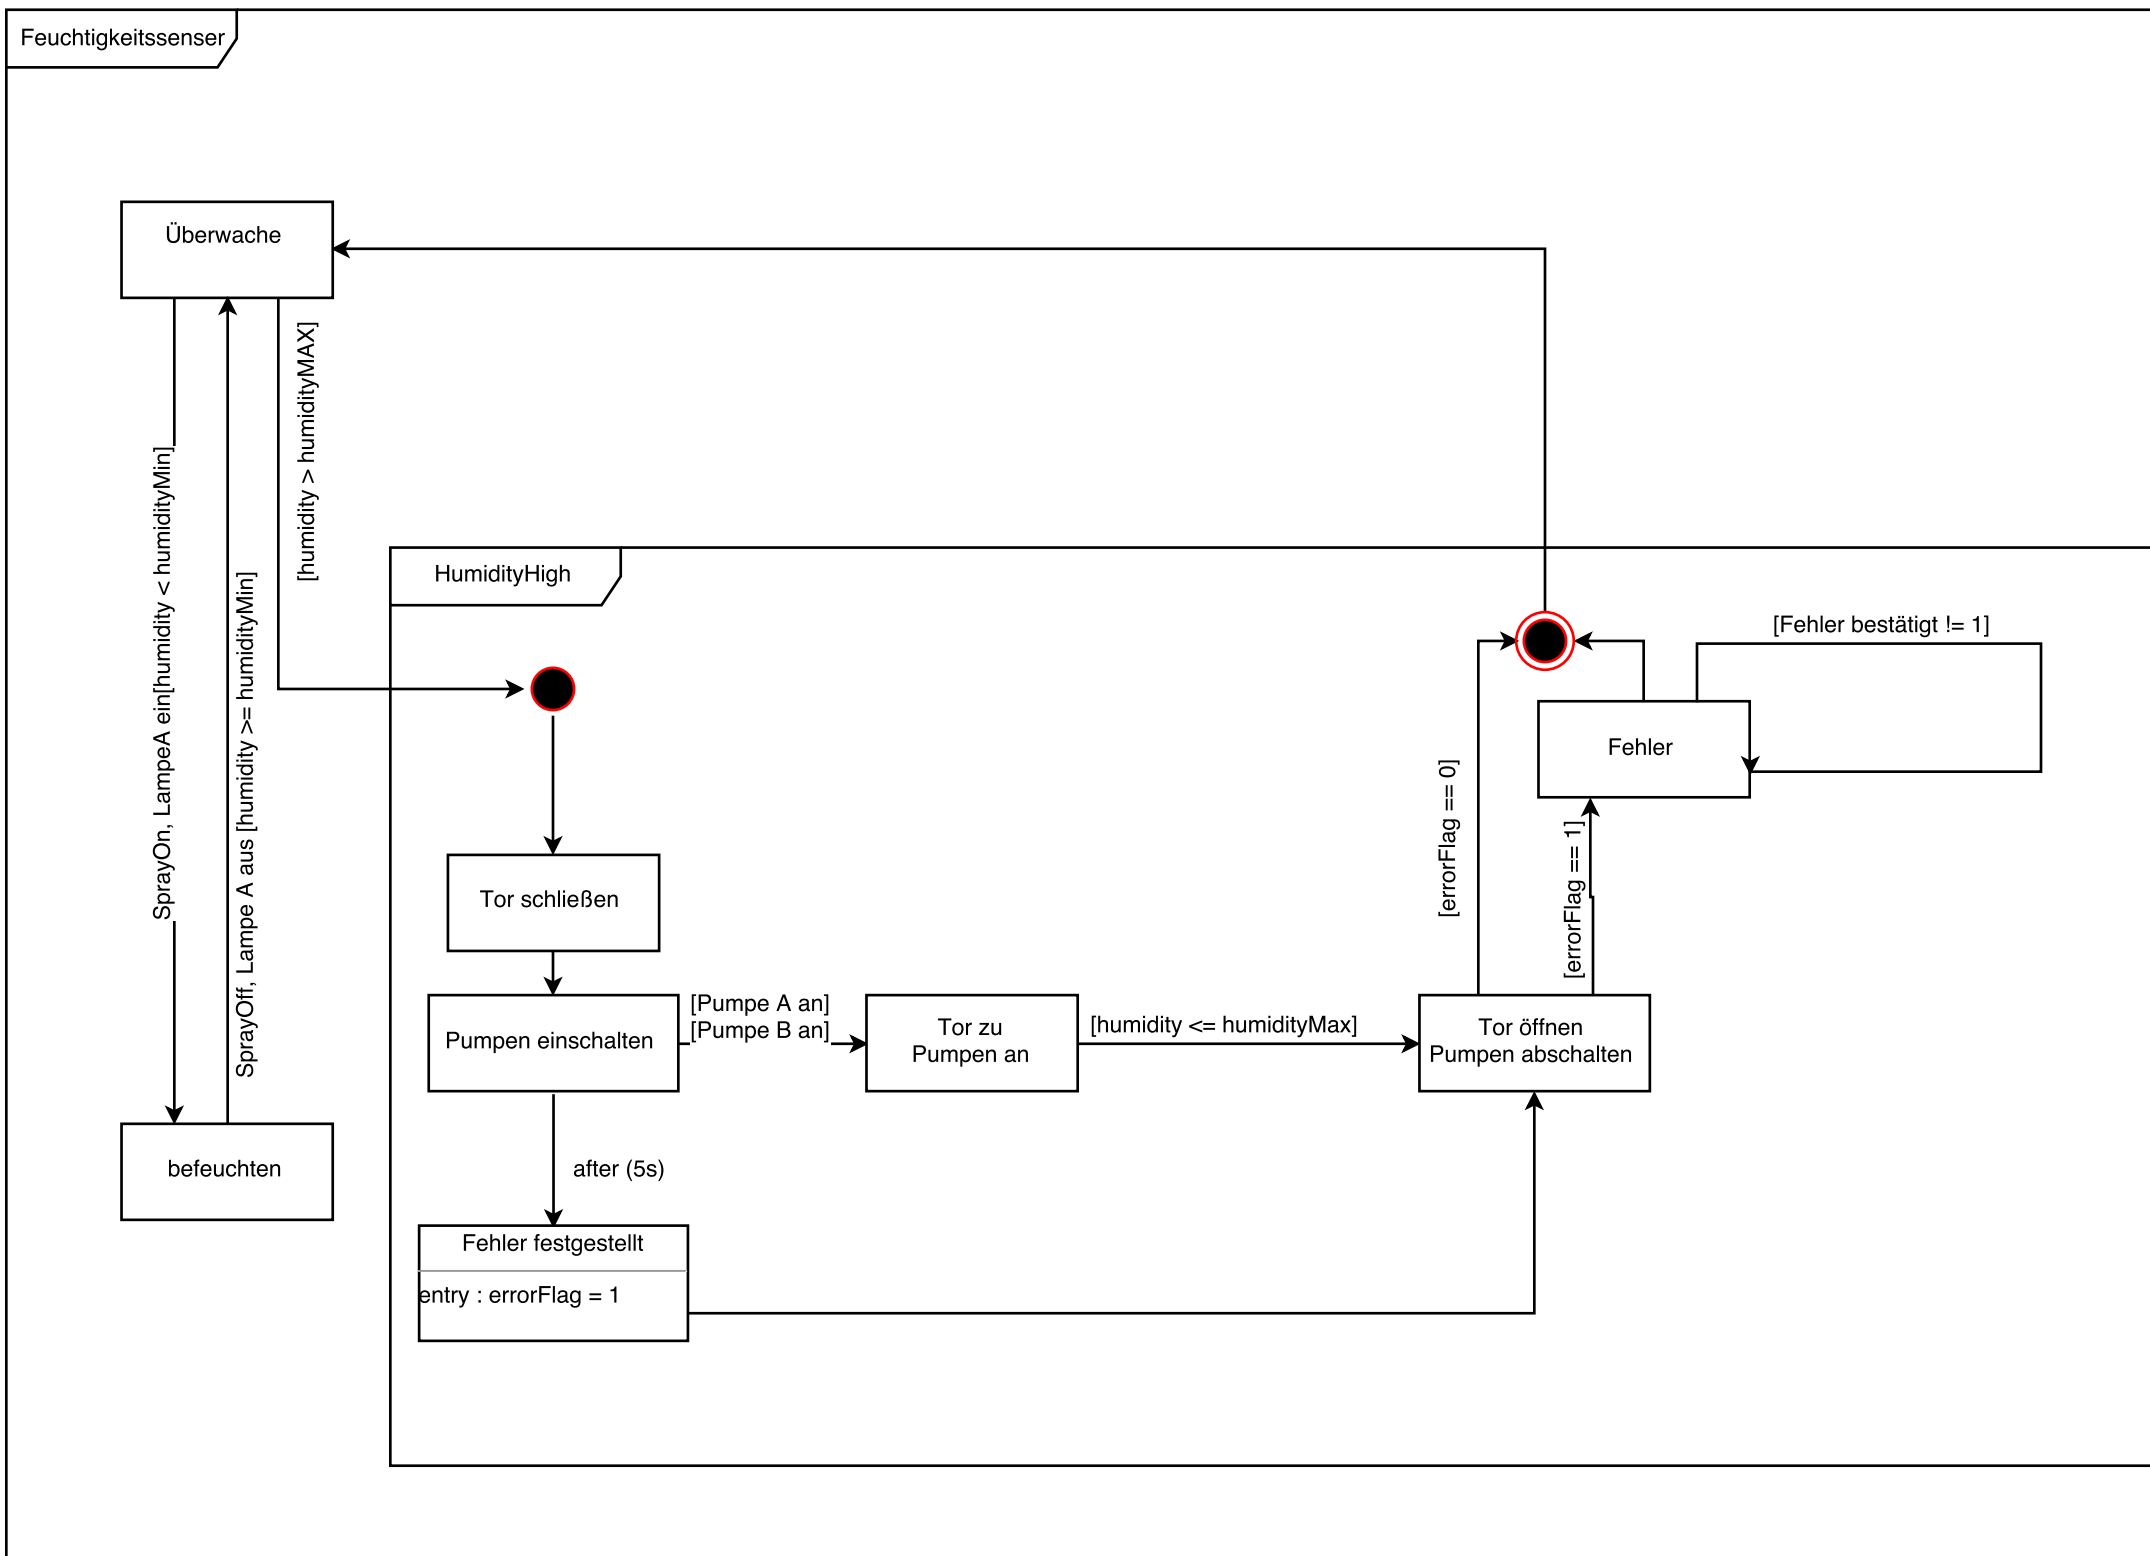 Feuchtigkeitssenser
Überwache
[humidity > humidityMAX]
SprayOn, LampeA ein[humidity < humidityMin]
SprayOff, Lampe A aus [humidity >= humidityMin]
befeuchten
HumidityHigh
[Fehler bestätigt != 1]
Fehler
[errorFlag == 0]
[errorFlag == 1]
Tor schließen
Pumpen einschalten
[Pumpe A an]
[Pumpe B an]
Tor zu
Pumpen an
[humidity <= humidityMax]
Tor öffnen
Pumpen abschalten
after (5s)
Fehler festgestellt
entry : errorFlag = 1